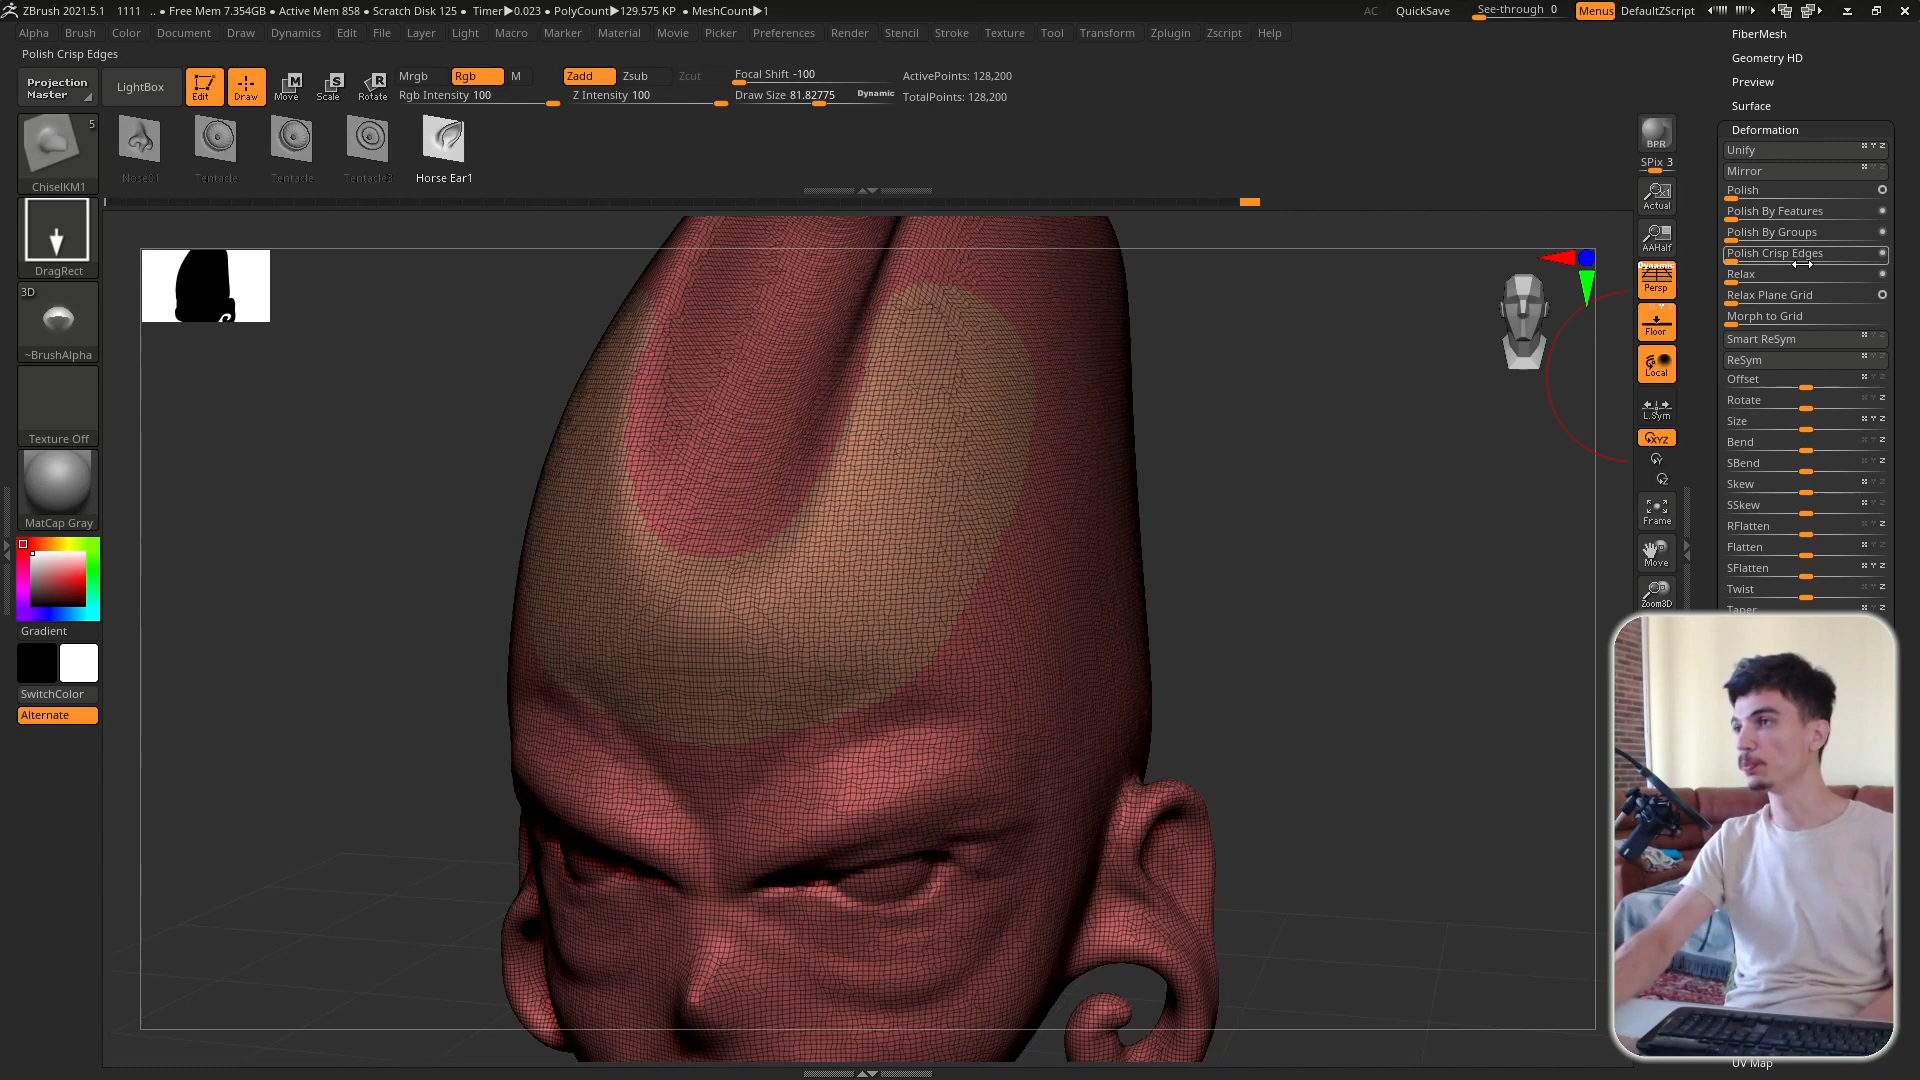 ZBrush 2021.5.1 1111 .. • Free Mem 7.354GB • Active Mem 858 • Scratch Disk 125 • Timer▶0.023 • PolyCount▶129.575 KP • MeshCount▶1 AC QuickSave See-through 0 Menus DefaultZScript
Alpha Brush Color Document Draw Dynamics Edit File Layer Light Macro Marker Material Movie Picker Preferences Render Stencil Stroke Texture Tool Transform Zplugin Zscript Help
Polish Crisp Edges
Projection Master
LightBox
Edit
Draw
Move
Scale
Rotate
Mrgb Rgb M
Rgb Intensity 100
Zadd Zsub Zcut
Z Intensity 100
Focal Shift -100
Draw Size 81.82775 Dynamic
ActivePoints: 128,200
TotalPoints: 128,200
5
ChiselKM1
Nose01
Tentacle
Tentacle
Tentacle3
Horse Ear1
DragRect
3D
~BrushAlpha
Texture Off
MatCap Gray
Gradient
SwitchColor
Alternate
BPR
SPix 3
Actual
AAHalf
Dynamic
Persp
Floor
Local
L.Sym
XYZ
Frame
Move
Zoom3D
FiberMesh
Geometry HD
Preview
Surface
Deformation
Unify
Mirror
Polish
Polish By Features
Polish By Groups
Polish Crisp Edges
Relax
Relax Plane Grid
Morph to Grid
Smart ReSym
ReSym
Offset
Rotate
Size
Bend
SBend
Skew
SSkew
RFlatten
Flatten
SFlatten
Twist
Taper
UV Map